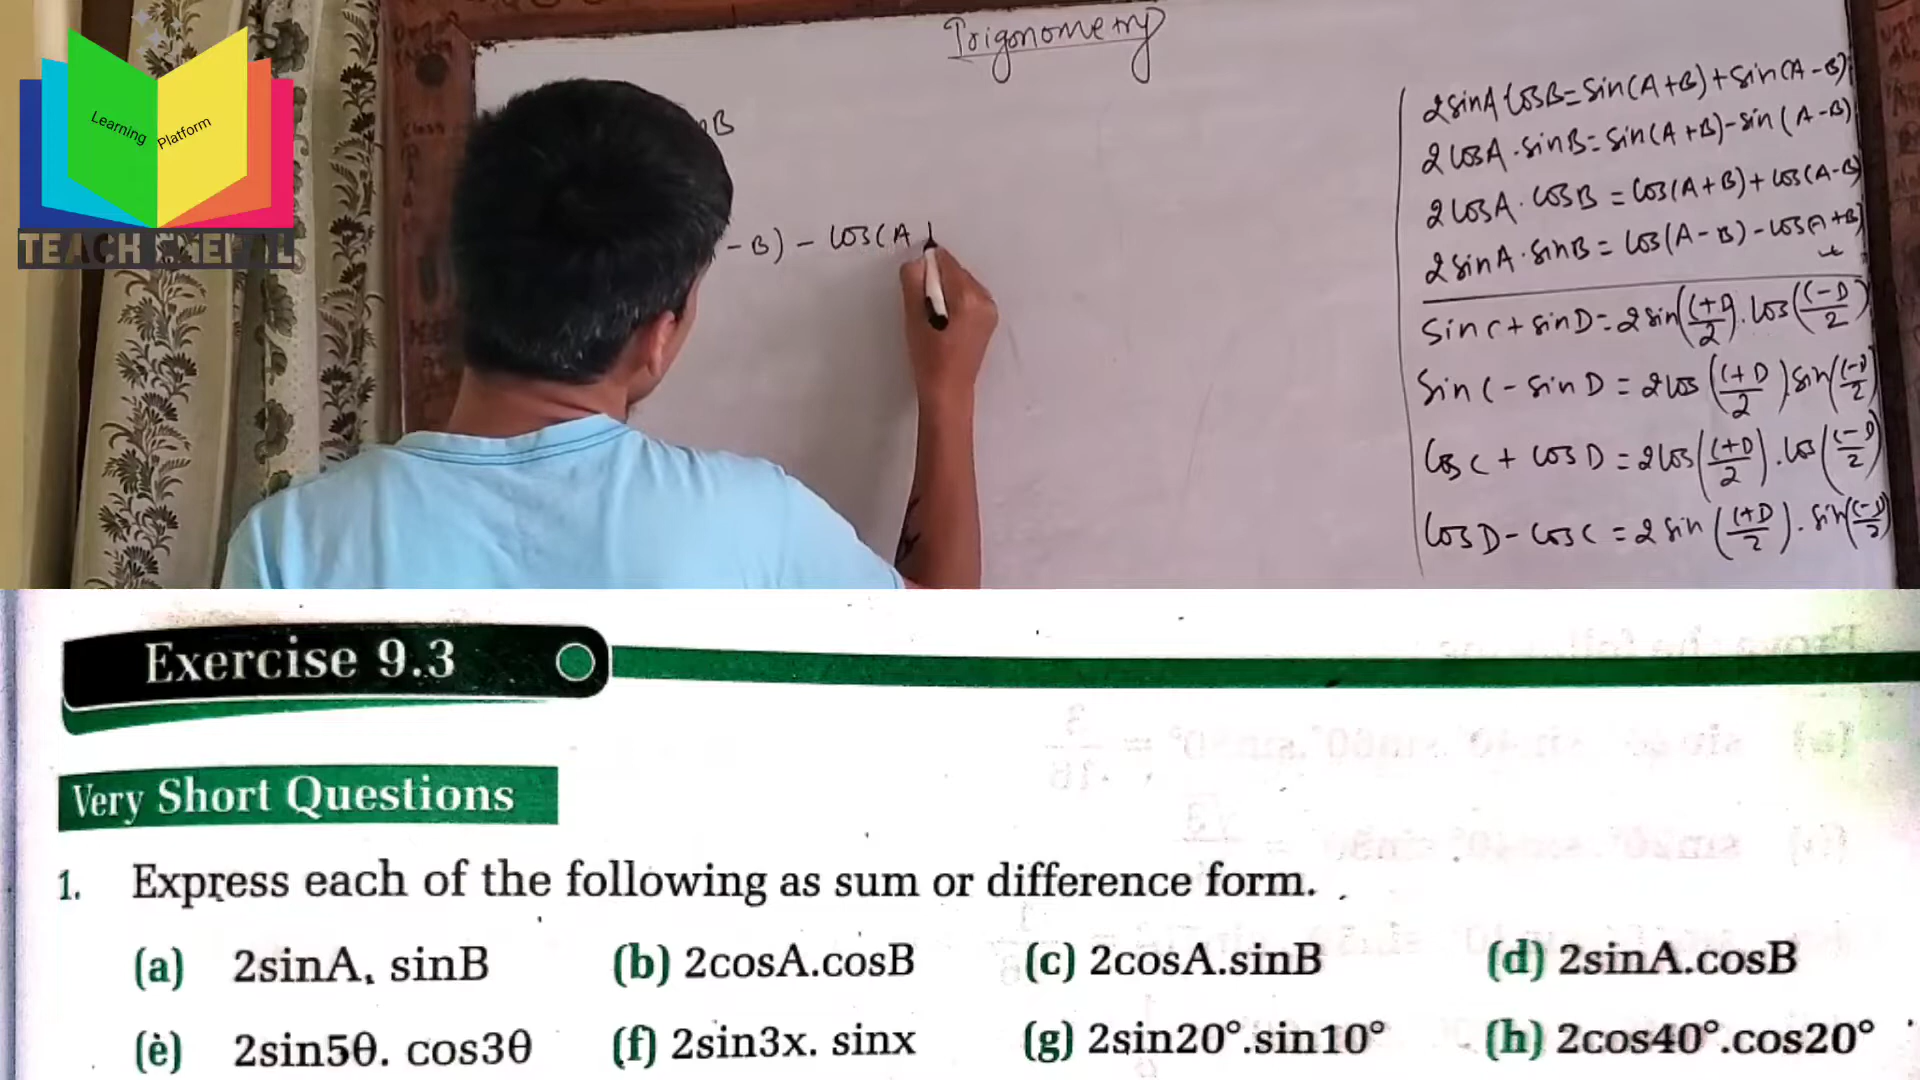 Learning Platform
TEACH NEPAL
Trigonometry
nB
- B) - cos(A
2sinA cosB = sin(A+B) + sin(A-B)
2cosA . sinB = sin(A+B) - sin(A-B)
2cosA . cosB = cos(A+B) + cos(A-B)
2sinA . sinB = cos(A-B) - cos(A+B)
sinC + sinD = 2sin((C+D)/2) . cos((C-D)/2)
sinC - sinD = 2cos((C+D)/2) . sin((C-D)/2)
cosC + cosD = 2cos((C+D)/2) . cos((C-D)/2)
cosD - cosC = 2sin((C+D)/2) . sin((C-D)/2)
Exercise 9.3
Very Short Questions
1. Express each of the following as sum or difference form.
(a) 2sinA. sinB (b) 2cosA.cosB (c) 2cosA.sinB (d) 2sinA.cosB
(e) 2sin5θ. cos3θ (f) 2sin3x. sinx (g) 2sin20°.sin10° (h) 2cos40°.cos20°